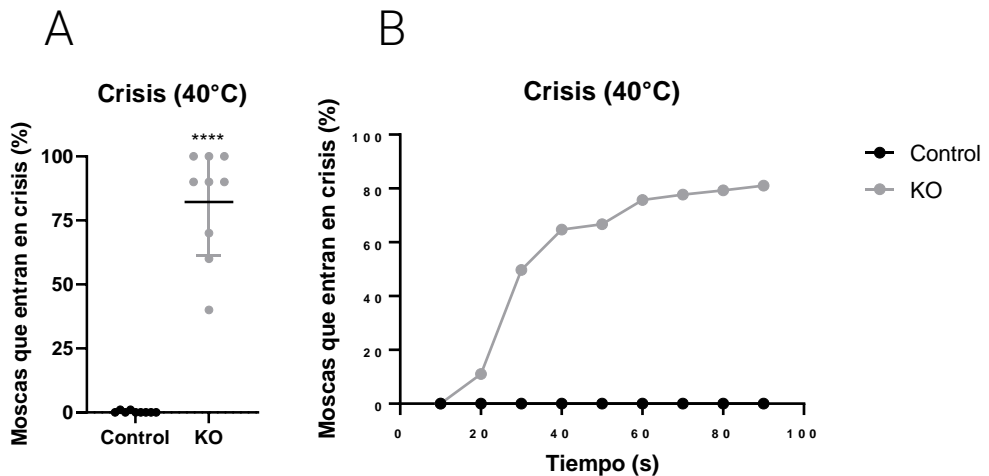 A
Crisis (40°C)
Moscas que entran en crisis (%)
100
75
50
25
0
****
Control KO
B
Crisis (40°C)
Moscas que entran en crisis (%)
100
80
60
40
20
0
0 20 40 60 80 100
Tiempo (s)
Control
KO